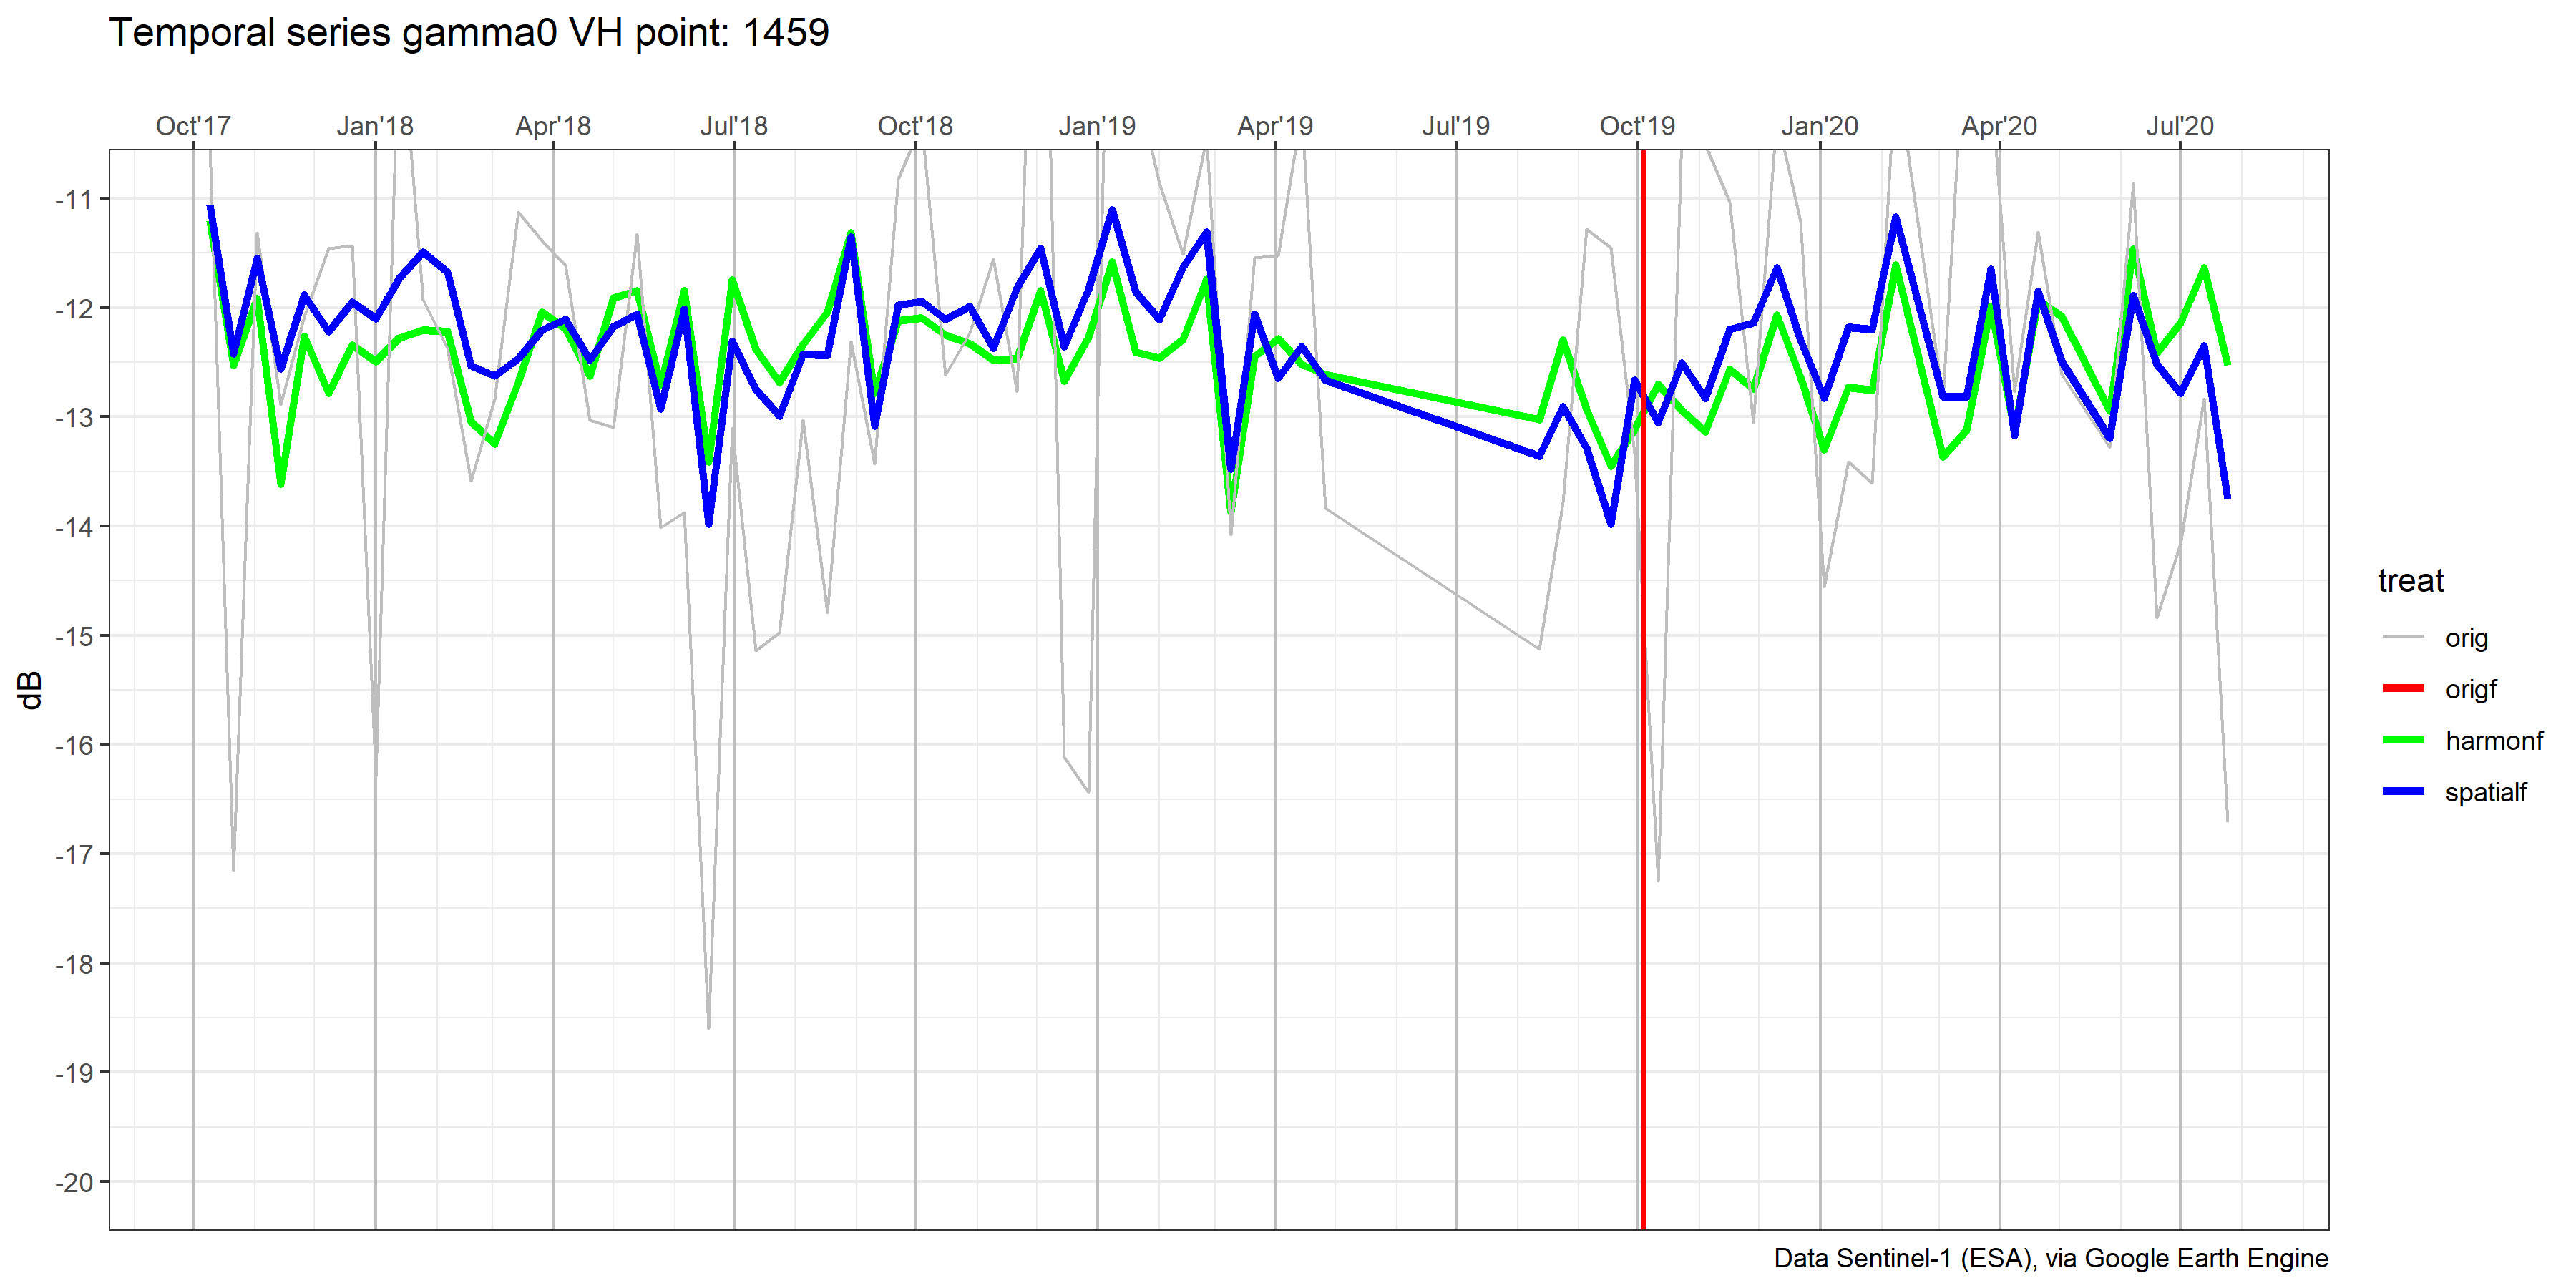 Temporal series gamma0 VH point: 1459
Oct'17 Jan'18 Apr'18 Jul'18 Oct'18 Jan'19 Apr'19 Jul'19 Oct'19 Jan'20 Apr'20 Jul'20
-11
-12
-13
-14
-15
-16
-17
-18
-19
-20
dB
treat
orig
origf
harmonf
spatialf
Data Sentinel-1 (ESA), via Google Earth Engine